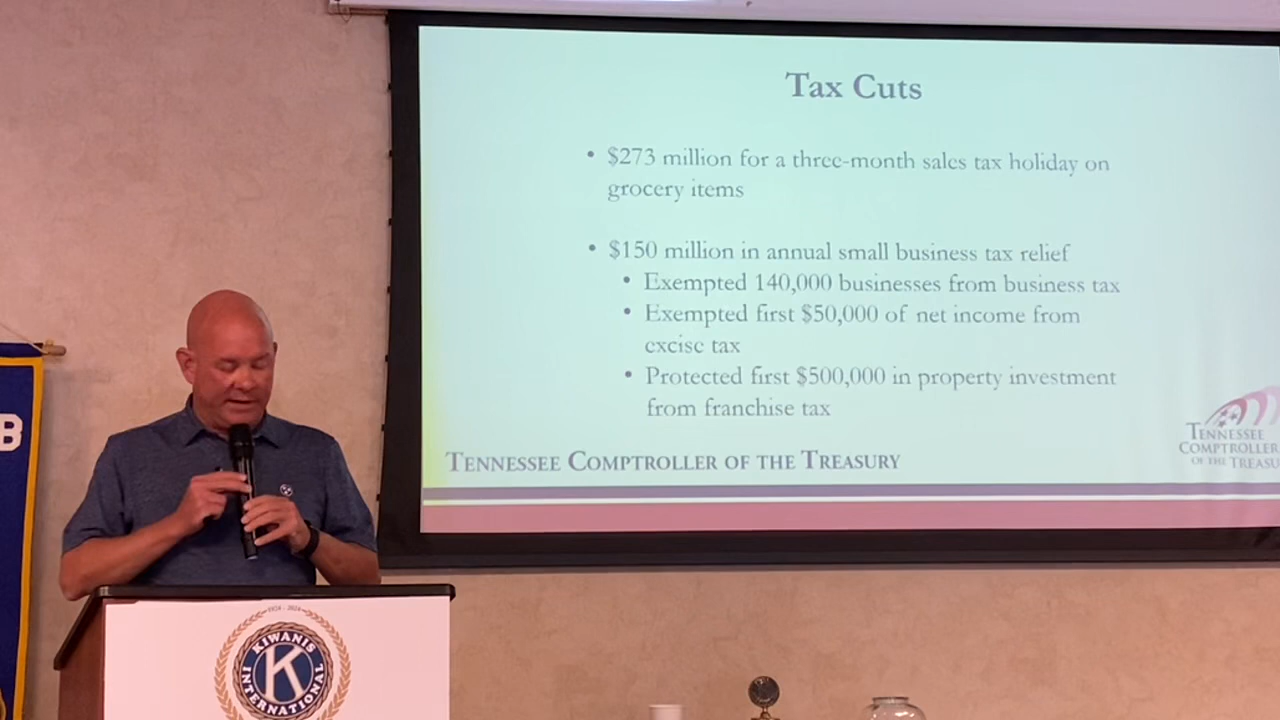 Tax Cuts
• $273 million for a three-month sales tax holiday on
grocery items
• $150 million in annual small business tax relief
• Exempted 140,000 businesses from business tax
• Exempted first $50,000 of net income from
excise tax
• Protected first $500,000 in property investment
from franchise tax
TENNESSEE COMPTROLLER OF THE TREASURY
TENNESSEE
COMPTROLLER
OF THE TREASU
B
1924 - 2024
KIWANIS
K
INTERNATIONAL